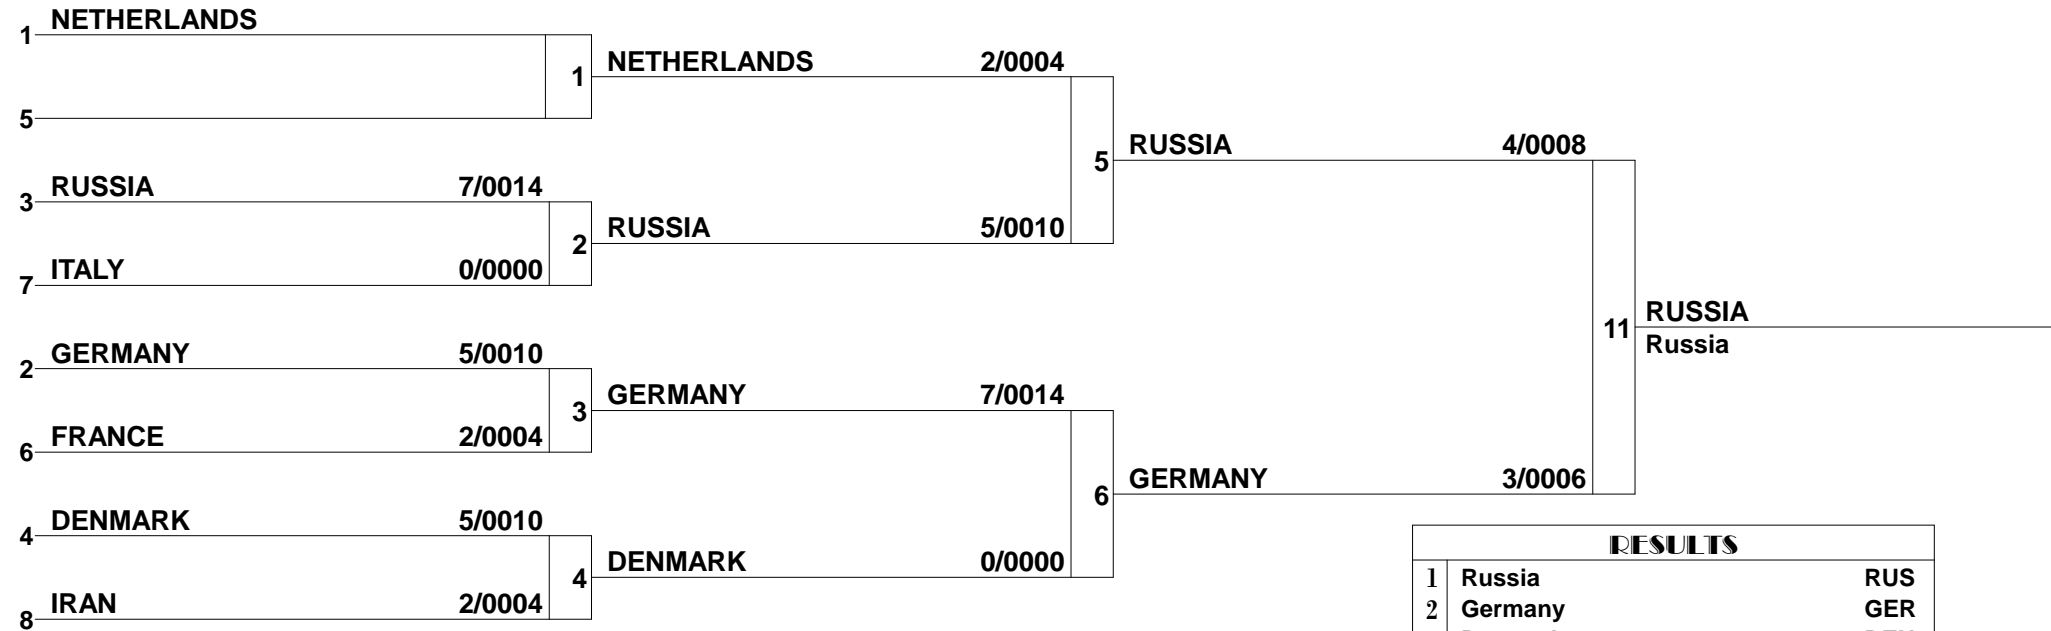 NETHERLANDS
1
NETHERLANDS 2/0004
1
5
RUSSIA 4/0008
5
RUSSIA 7/0014
3
RUSSIA 5/0010
2
ITALY 0/0000
7
RUSSIA
11
Russia
GERMANY 5/0010
2
GERMANY 7/0014
3
FRANCE 2/0004
6
GERMANY 3/0006
6
DENMARK 5/0010
4
DENMARK 0/0000
4
IRAN 2/0004
8
RESULTS
1 Russia RUS
2 Germany GER